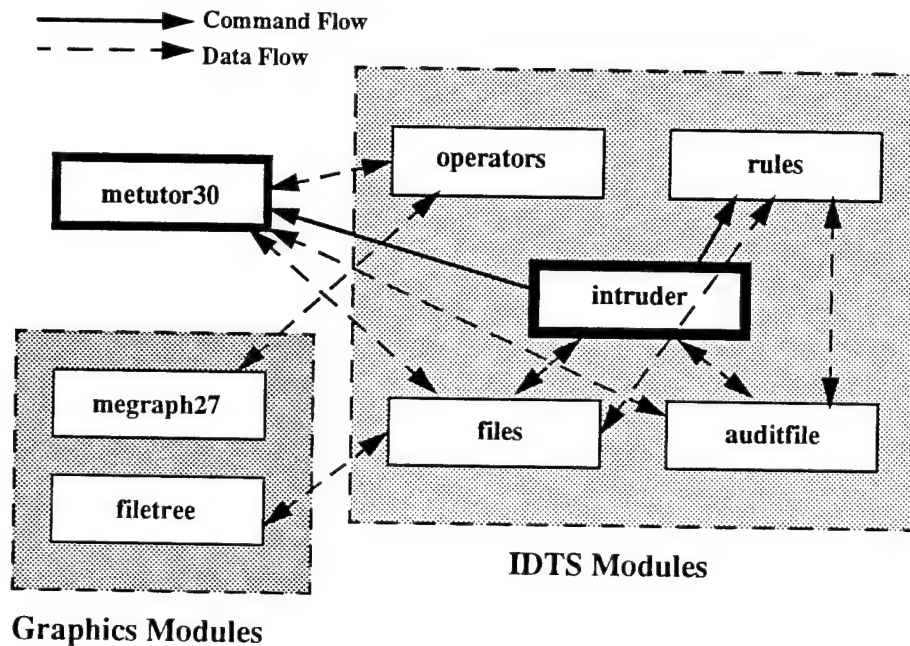 Command Flow
Data Flow
operators
rules
metutor30
intruder
megraph27
files
auditfile
filetree
IDTS Modules
Graphics Modules